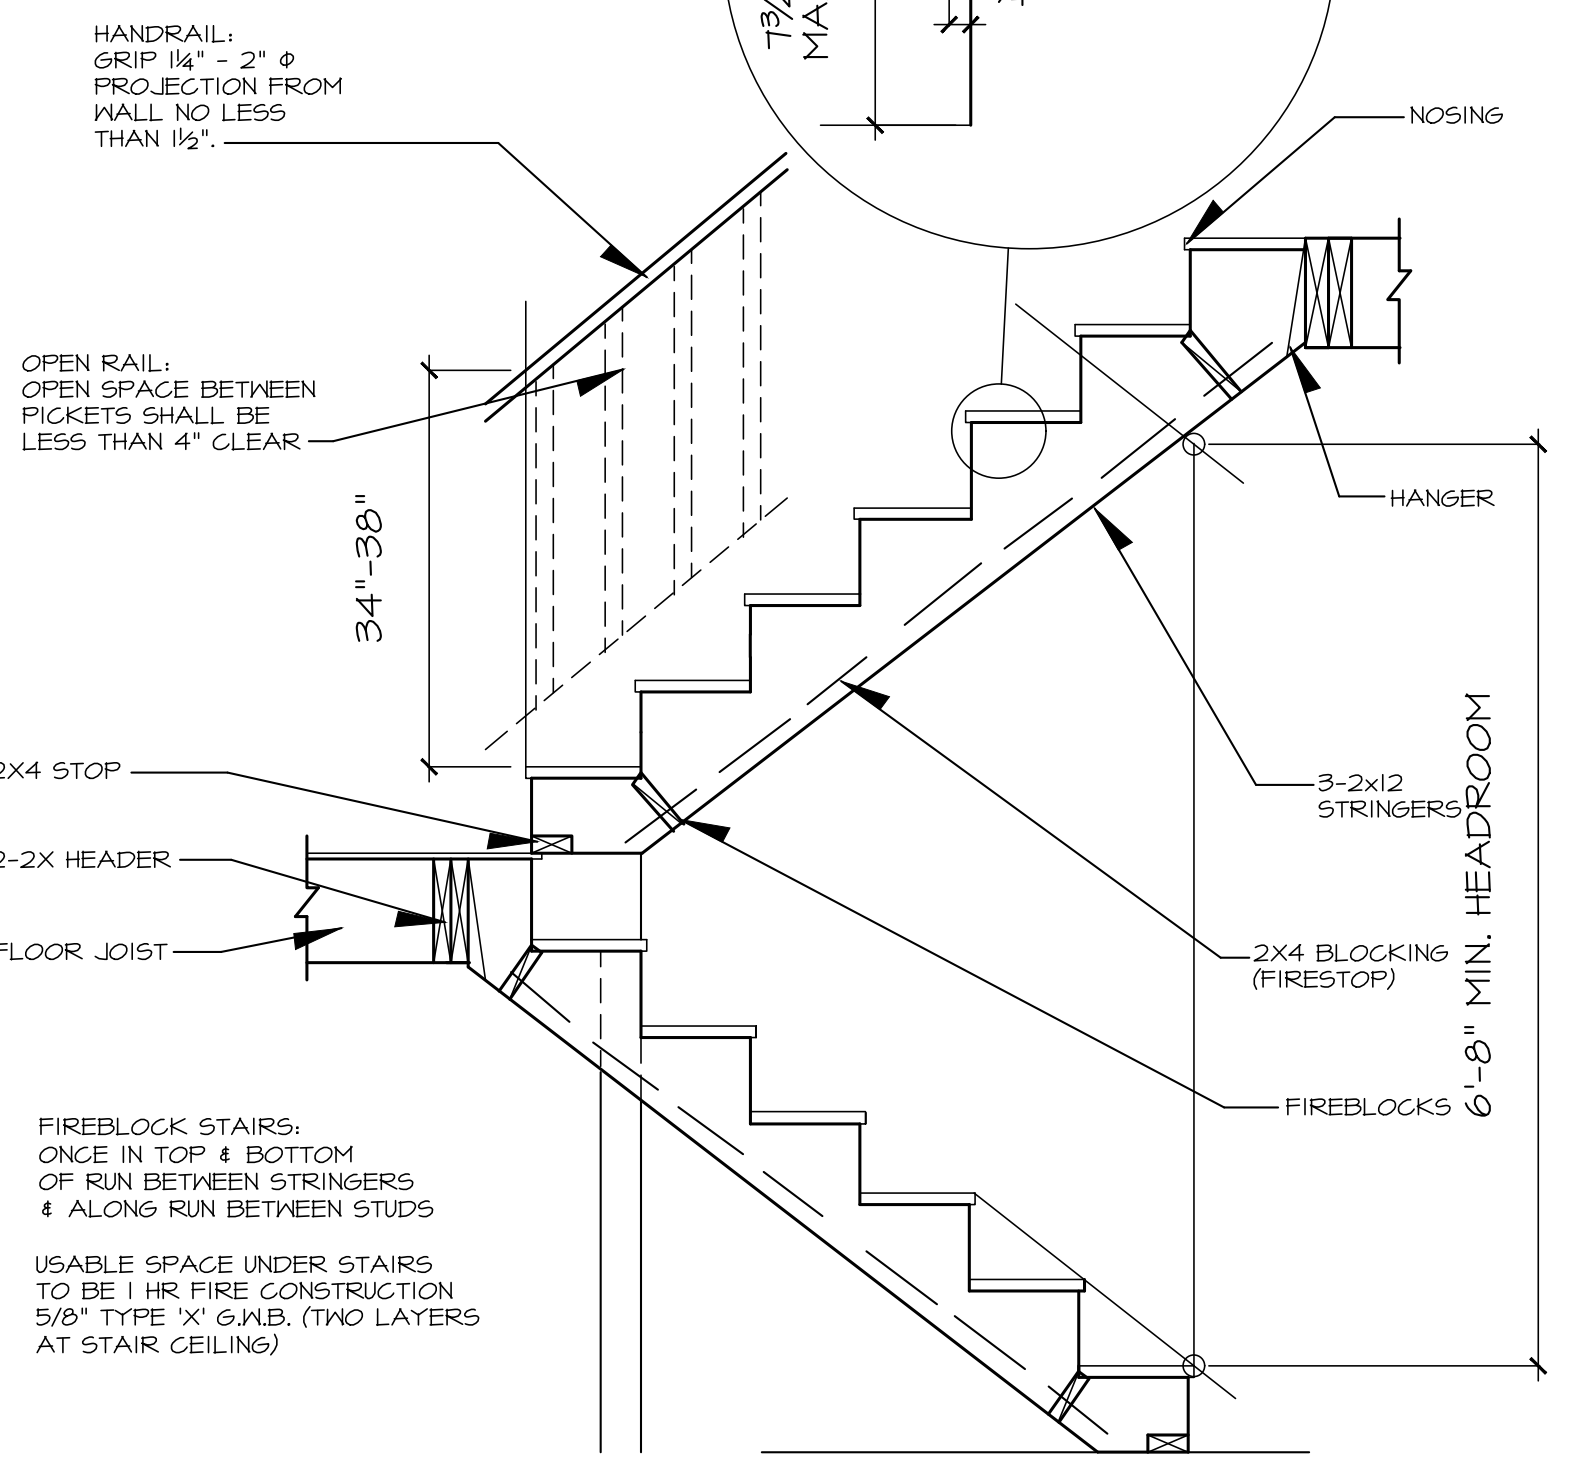 HANDRAIL:
GRIP 1¼" - 2" Φ
PROJECTION FROM
WALL NO LESS
THAN 1½".
7¾
MA
NOSING
OPEN RAIL:
OPEN SPACE BETWEEN
PICKETS SHALL BE
LESS THAN 4" CLEAR
34"-38"
HANGER
2X4 STOP
2-2X HEADER
FLOOR JOIST
3-2x12
STRINGERS
6'-8" MIN. HEADROOM
2X4 BLOCKING
(FIRESTOP)
FIREBLOCKS
FIREBLOCK STAIRS:
ONCE IN TOP & BOTTOM
OF RUN BETWEEN STRINGERS
& ALONG RUN BETWEEN STUDS
USABLE SPACE UNDER STAIRS
TO BE 1 HR FIRE CONSTRUCTION
5/8" TYPE 'X' G.W.B. (TWO LAYERS
AT STAIR CEILING)